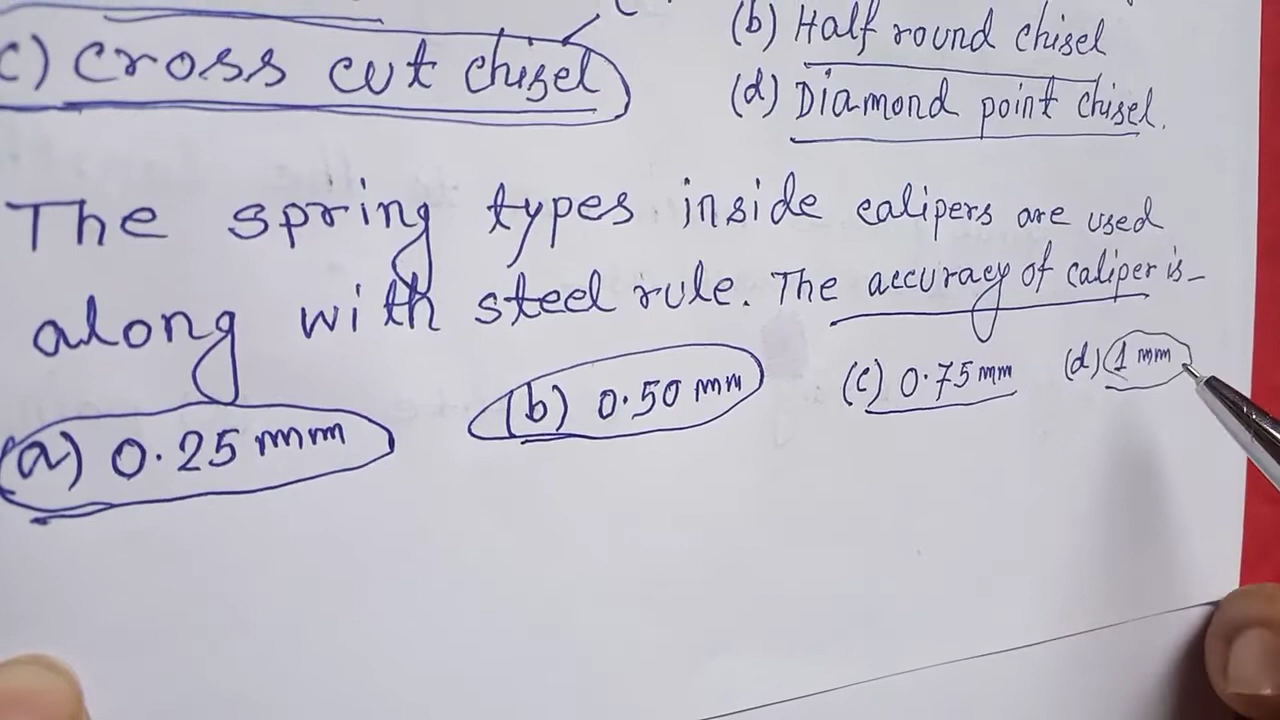 (b) Half round chisel
c) Cross cut chisel
(d) Diamond point chisel.
The spring types inside calipers are used
along with steel rule. The accuracy of caliper is-
(a) 0.25 mm (b) 0.50 mm (c) 0.75 mm (d) 1 mm